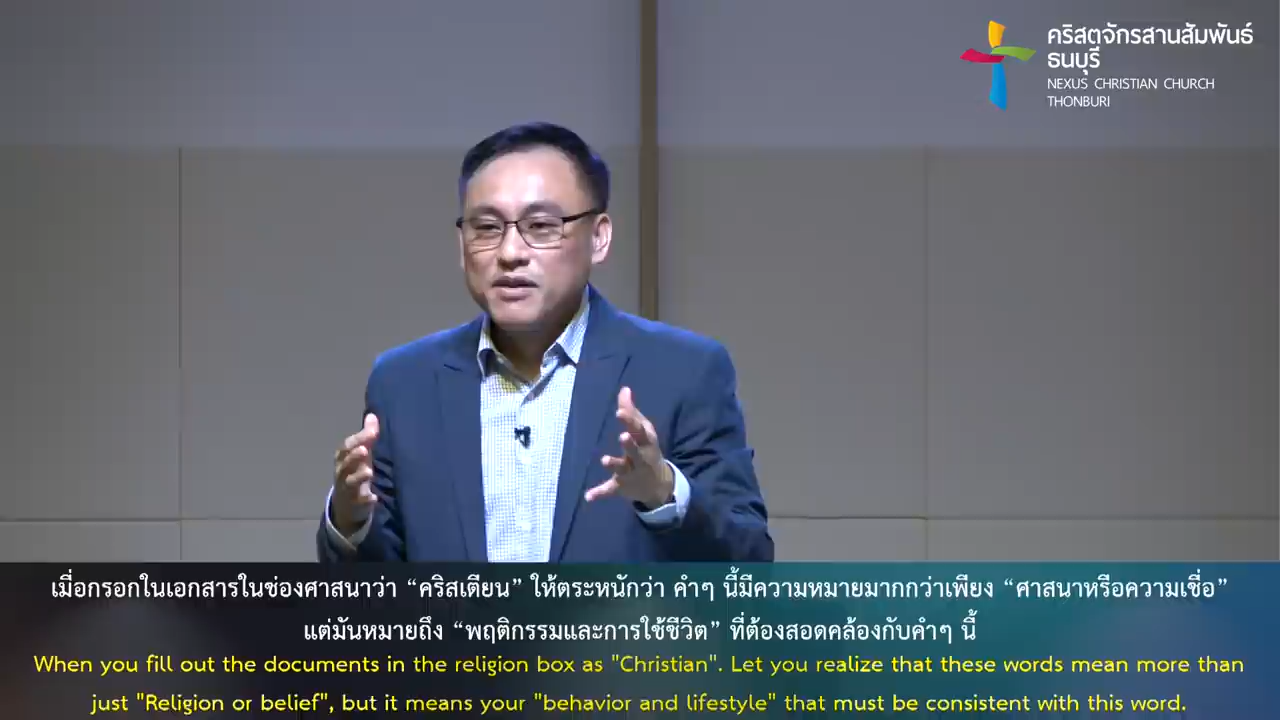 คริสตจักรสานสัมพันธ์
ธนบุรี
NEXUS CHRISTIAN CHURCH
THONBURI
เมื่อกรอกในเอกสารในช่องศาสนาว่า “คริสเตียน” ให้ตระหนักว่า คำๆ นี้มีความหมายมากกว่าเพียง “ศาสนาหรือความเชื่อ”
แต่มันหมายถึง “พฤติกรรมและการใช้ชีวิต” ที่ต้องสอดคล้องกับคำๆ นี้
When you fill out the documents in the religion box as "Christian". Let you realize that these words mean more than
just "Religion or belief", but it means your "behavior and lifestyle" that must be consistent with this word.